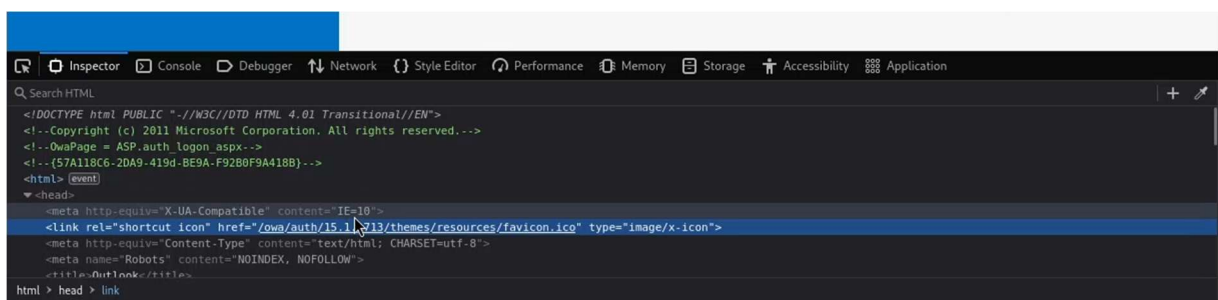 Inspector Console Debugger Network Style Editor Performance Memory Storage Accessibility Application
Search HTML
<!DOCTYPE html PUBLIC "-//W3C//DTD HTML 4.01 Transitional//EN">
<!--Copyright (c) 2011 Microsoft Corporation. All rights reserved.-->
<!--OwaPage = ASP.auth_logon_aspx-->
<!--{57A118C6-2DA9-419d-BE9A-F92B0F9A418B}-->
<html> event
<head>
<meta http-equiv="X-UA-Compatible" content="IE=10">
<link rel="shortcut icon" href="/owa/auth/15.1 713/themes/resources/favicon.ico" type="image/x-icon">
<meta http-equiv="Content-Type" content="text/html; CHARSET=utf-8">
<meta name="Robots" content="NOINDEX, NOFOLLOW">
<title>Outlook</title>
html > head > link